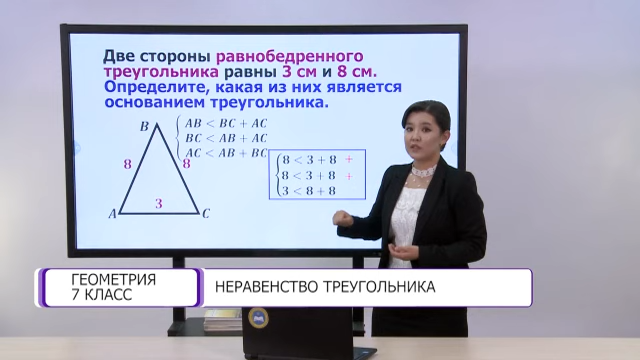 Две стороны равнобедренного
треугольника равны 3 см и 8 см.
Определите, какая из них является
основанием треугольника.
AB < BC + AC
BC < AB + AC
AC < AB + BC
B
8
8
3
A
C
8 < 3 + 8 +
8 < 3 + 8 +
3 < 8 + 8
ГЕОМЕТРИЯ
7 КЛАСС
НЕРАВЕНСТВО ТРЕУГОЛЬНИКА